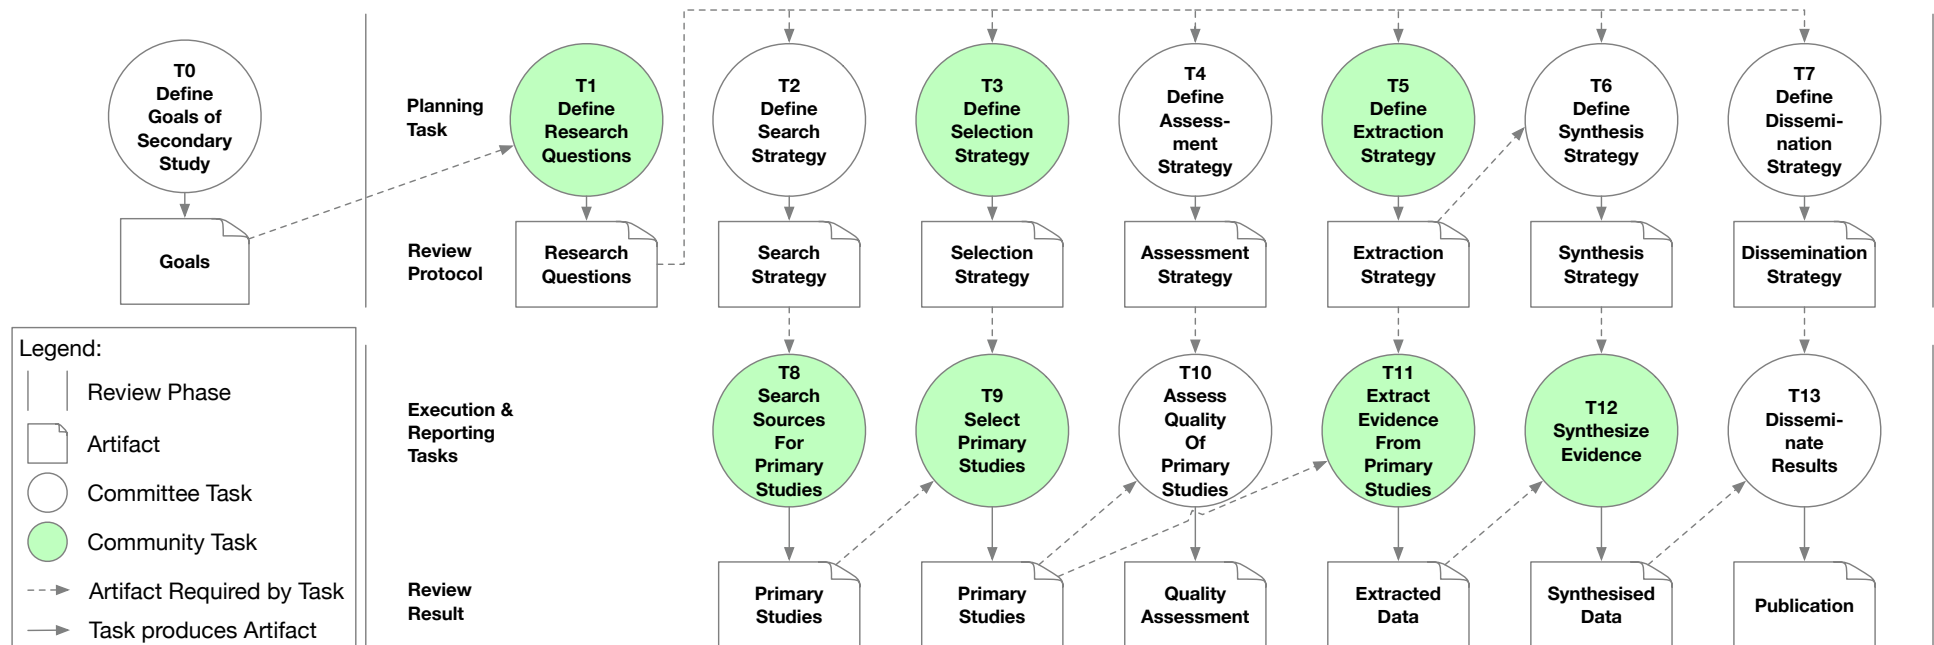 T0
Define
Goals of
Secondary
Study
Goals
Planning
Task
T1
Define
Research
Questions
T2
Define
Search
Strategy
T3
Define
Selection
Strategy
T4
Define
Assess-
ment
Strategy
T5
Define
Extraction
Strategy
T6
Define
Synthesis
Strategy
T7
Define
Dissemi-
nation
Strategy
Review
Protocol
Research
Questions
Search
Strategy
Selection
Strategy
Assessment
Strategy
Extraction
Strategy
Synthesis
Strategy
Dissemination
Strategy
Legend:
Review Phase
Artifact
Committee Task
Community Task
Artifact Required by Task
Task produces Artifact
Execution &
Reporting
Tasks
T8
Search
Sources
For
Primary
Studies
T9
Select
Primary
Studies
T10
Assess
Quality
Of
Primary
Studies
T11
Extract
Evidence
From
Primary
Studies
T12
Synthesize
Evidence
T13
Dissemi-
nate
Results
Review
Result
Primary
Studies
Primary
Studies
Quality
Assessment
Extracted
Data
Synthesised
Data
Publication